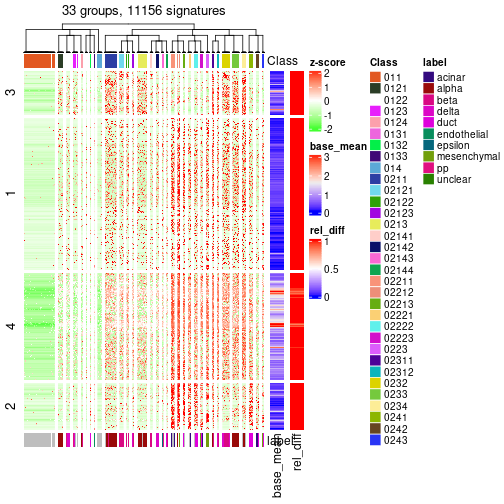 33 groups, 11156 signatures
Class
3
1
4
2
label
base_mean
rel_diff
z-score
2
1
0
-1
-2
base_mean
3
2
1
0
rel_diff
1
0.5
0
Class
011
0121
0122
0123
0124
0131
0132
0133
014
0211
02121
02122
02123
0213
02141
02142
02143
02144
02211
02212
02213
02221
02222
02223
0223
02311
02312
0232
0233
0234
0241
0242
0243
label
acinar
alpha
beta
delta
duct
endothelial
epsilon
mesenchymal
pp
unclear